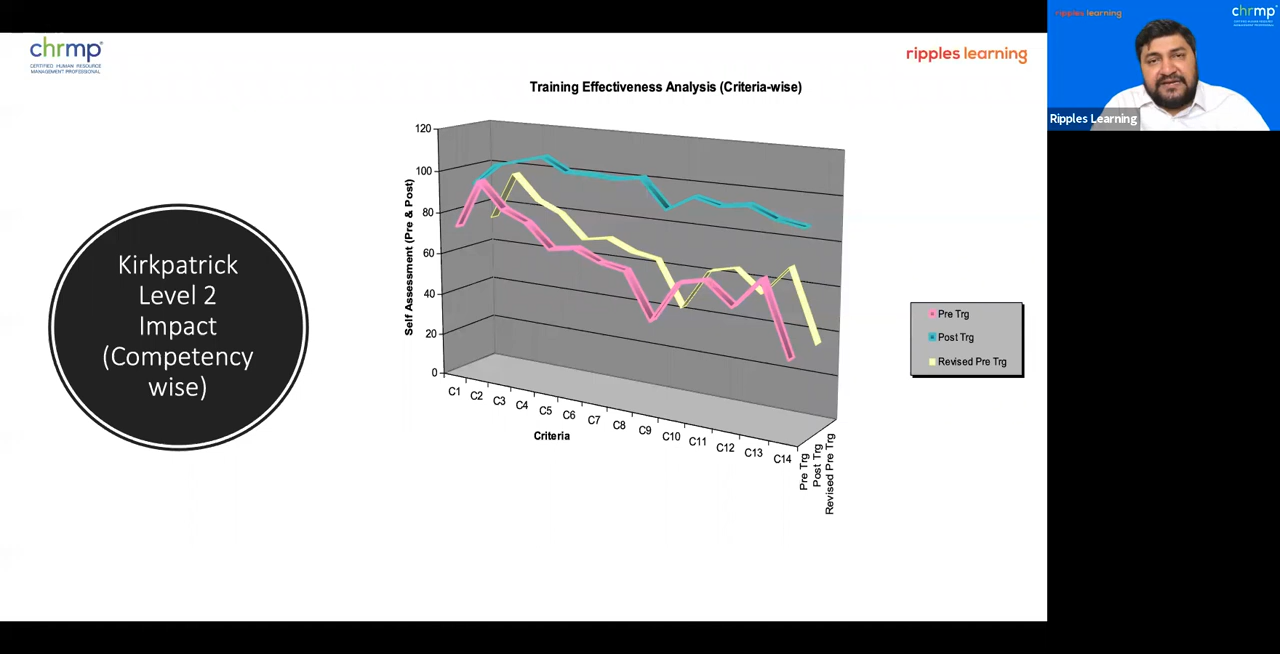 chrmp
CERTIFIED HUMAN RESOURCE
MANAGEMENT PROFESSIONAL
ripples learning
ripples learning
chrmp
Ripples Learning
Kirkpatrick
Level 2
Impact
(Competency
wise)
Training Effectiveness Analysis (Criteria-wise)
Self Assessment (Pre & Post)
120
100
80
60
40
20
0
C1
C2
C3
C4
C5
C6
C7
C8
C9
C10
C11
C12
C13
C14
Criteria
Pre Trg
Post Trg
Revised Pre Trg
Pre Trg
Post Trg
Revised Pre Trg